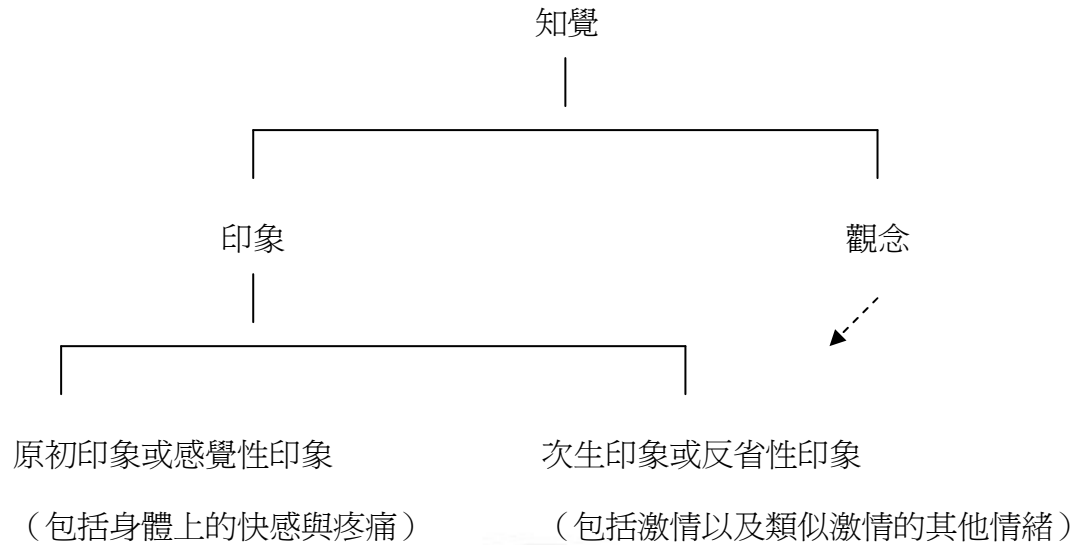 知覺
印象
觀念
原初印象或感覺性印象
次生印象或反省性印象
（包括身體上的快感與疼痛）
（包括激情以及類似激情的其他情緒）